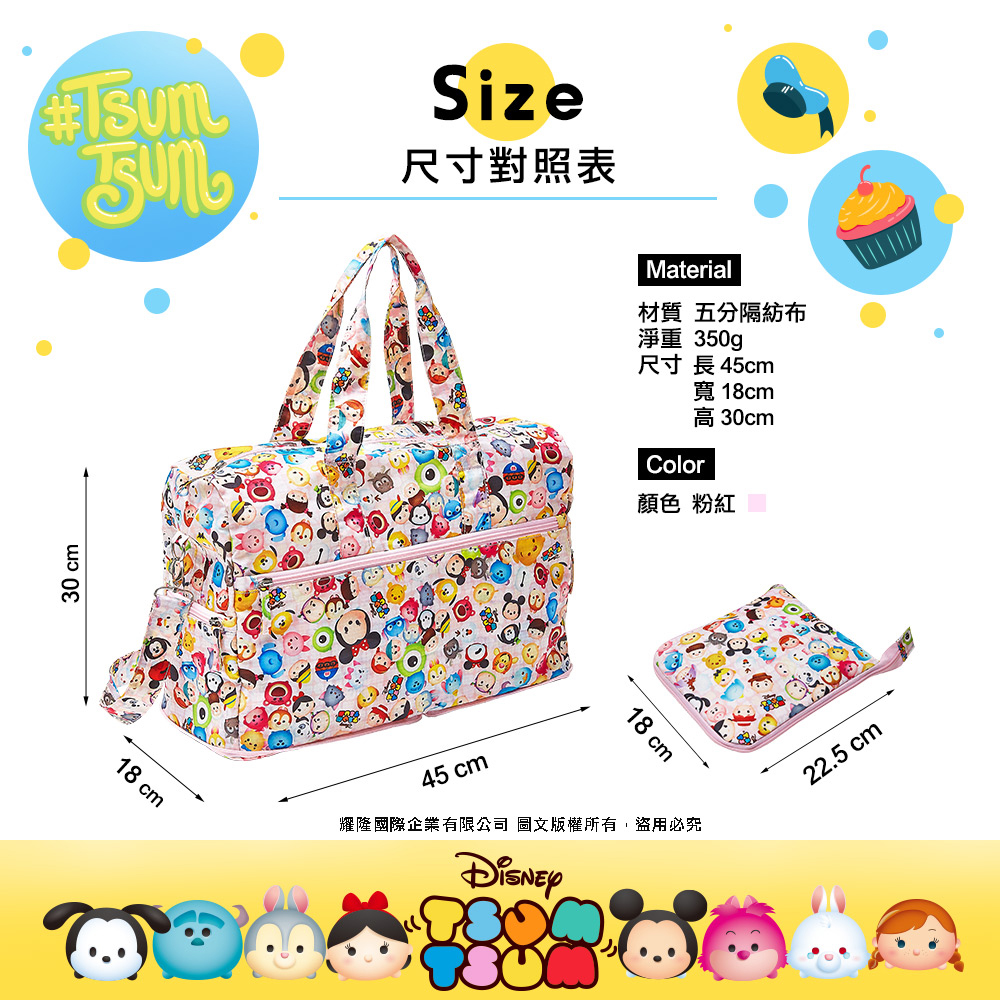 #Tsum
Tsum
Size
尺寸對照表
Material
材質 五分隔紡布
淨重 350g
尺寸 長 45cm
寬 18cm
高 30cm
Color
顏色 粉紅
30 cm
18 cm
45 cm
18 cm
22.5 cm
耀隆國際企業有限公司 圖文版權所有，盜用必究
Disney
TSUM
TSUM